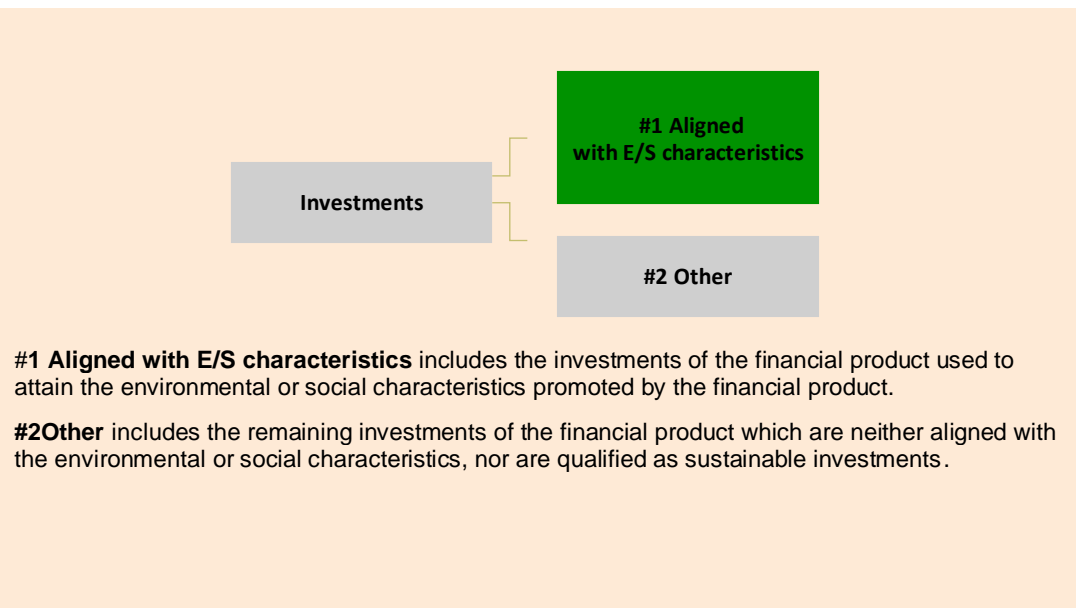 #1 Aligned
with E/S characteristics
Investments
#2 Other
#1 Aligned with E/S characteristics includes the investments of the financial product used to
attain the environmental or social characteristics promoted by the financial product.
#2Other includes the remaining investments of the financial product which are neither aligned with
the environmental or social characteristics, nor are qualified as sustainable investments.